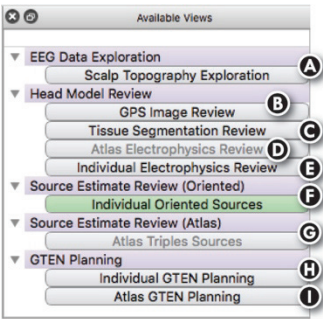 Available Views
EEG Data Exploration
Scalp Topography Exploration
A
Head Model Review
B
GPS Image Review
Tissue Segmentation Review
C
Atlas Electrophysics Review
D
Individual Electrophysics Review
E
Source Estimate Review (Oriented)
Individual Oriented Sources
F
Source Estimate Review (Atlas)
Atlas Triples Sources
G
GTEN Planning
H
Individual GTEN Planning
Atlas GTEN Planning
I